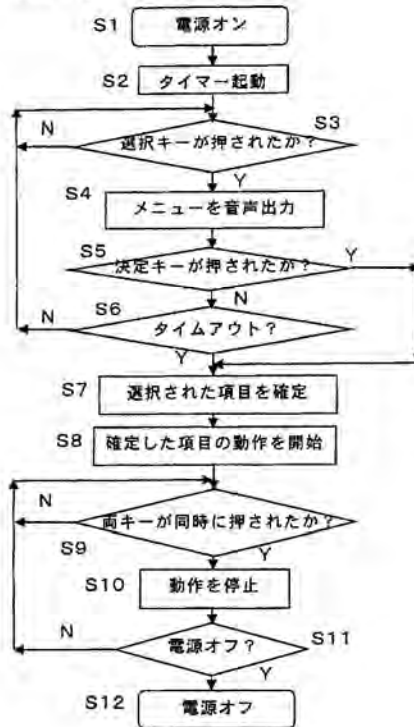 S1 電源オン
S2 タイマー起動
N S3
選択キーが押されたか?
S4 Y
メニューを音声出力
S5 Y
決定キーが押されたか?
S6 N
N タイムアウト?
Y
S7 選択された項目を確定
S8 確定した項目の動作を開始
N
両キーが同時に押されたか?
S9 Y
S10 動作を停止
N 電源オフ? S11
Y
S12 電源オフ